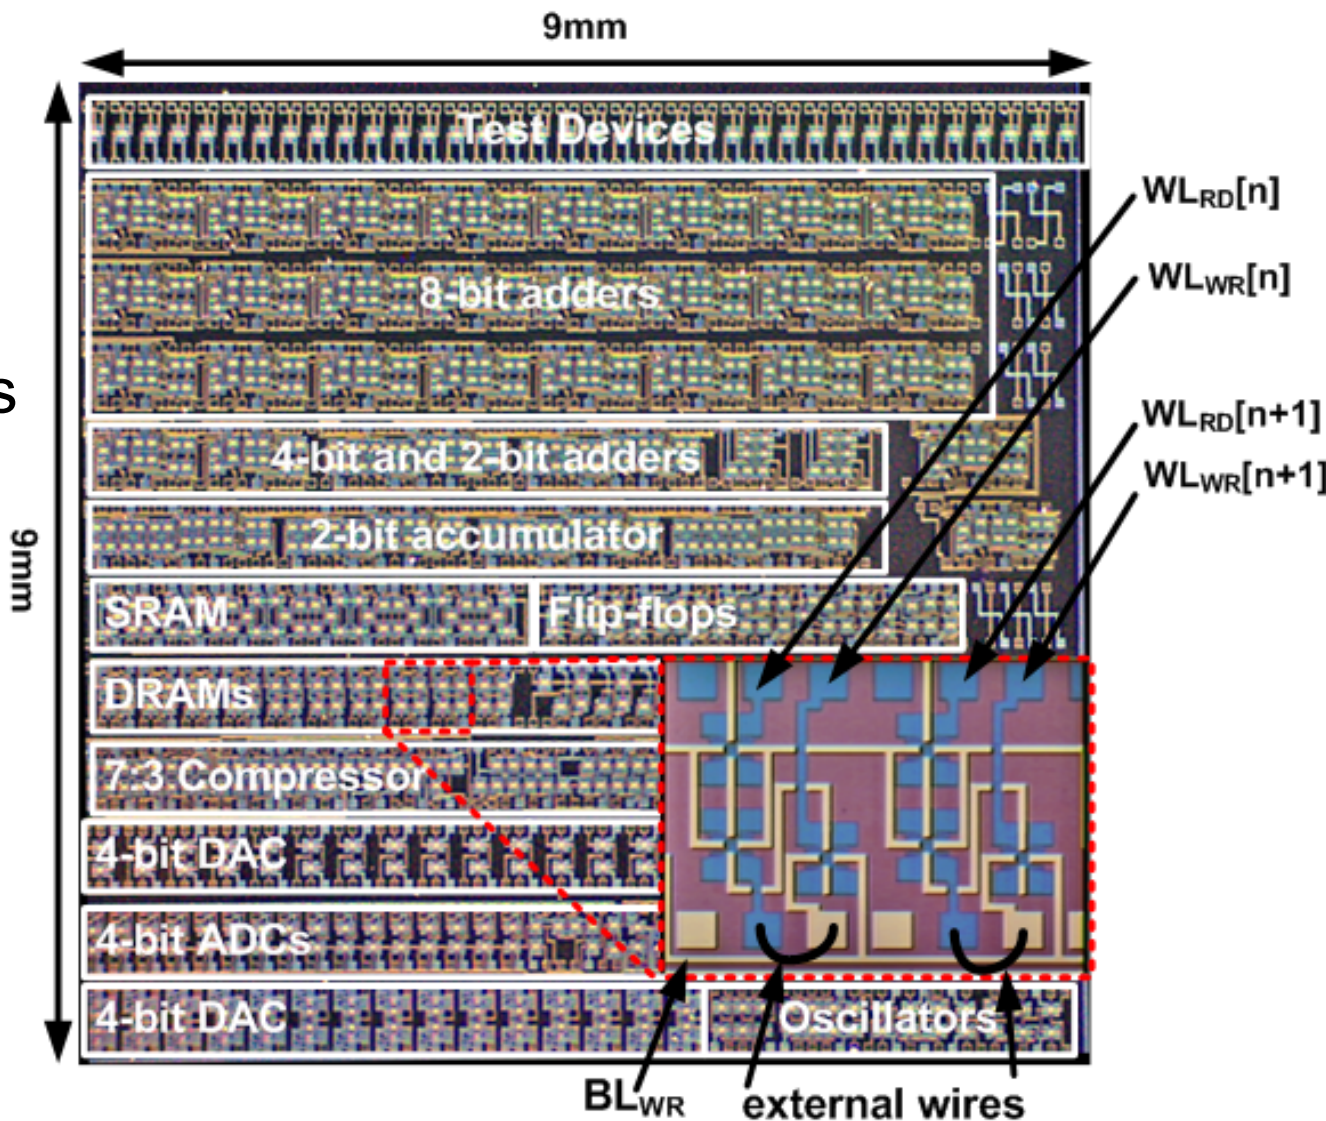 9mm
Test Devices
WLRD[n]
WLWR[n]
8-bit adders
s
WLRD[n+1]
4-bit and 2-bit adders
WLWR[n+1]
2-bit accumulator
9mm
SRAM
Flip-flops
DRAMs
7:3 Compressor
4-bit DAC
4-bit ADCs
4-bit DAC
Oscillators
BLWR
external wires